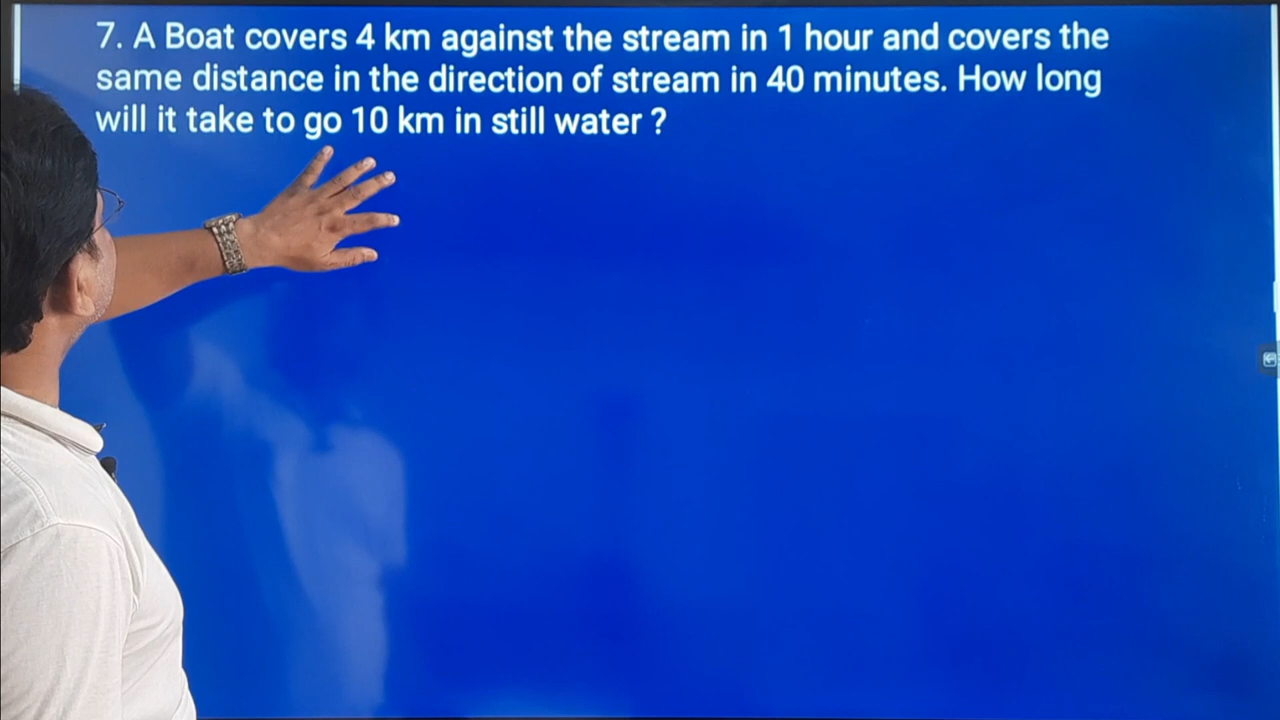 7. A Boat covers 4 km against the stream in 1 hour and covers the
same distance in the direction of stream in 40 minutes. How long
will it take to go 10 km in still water ?